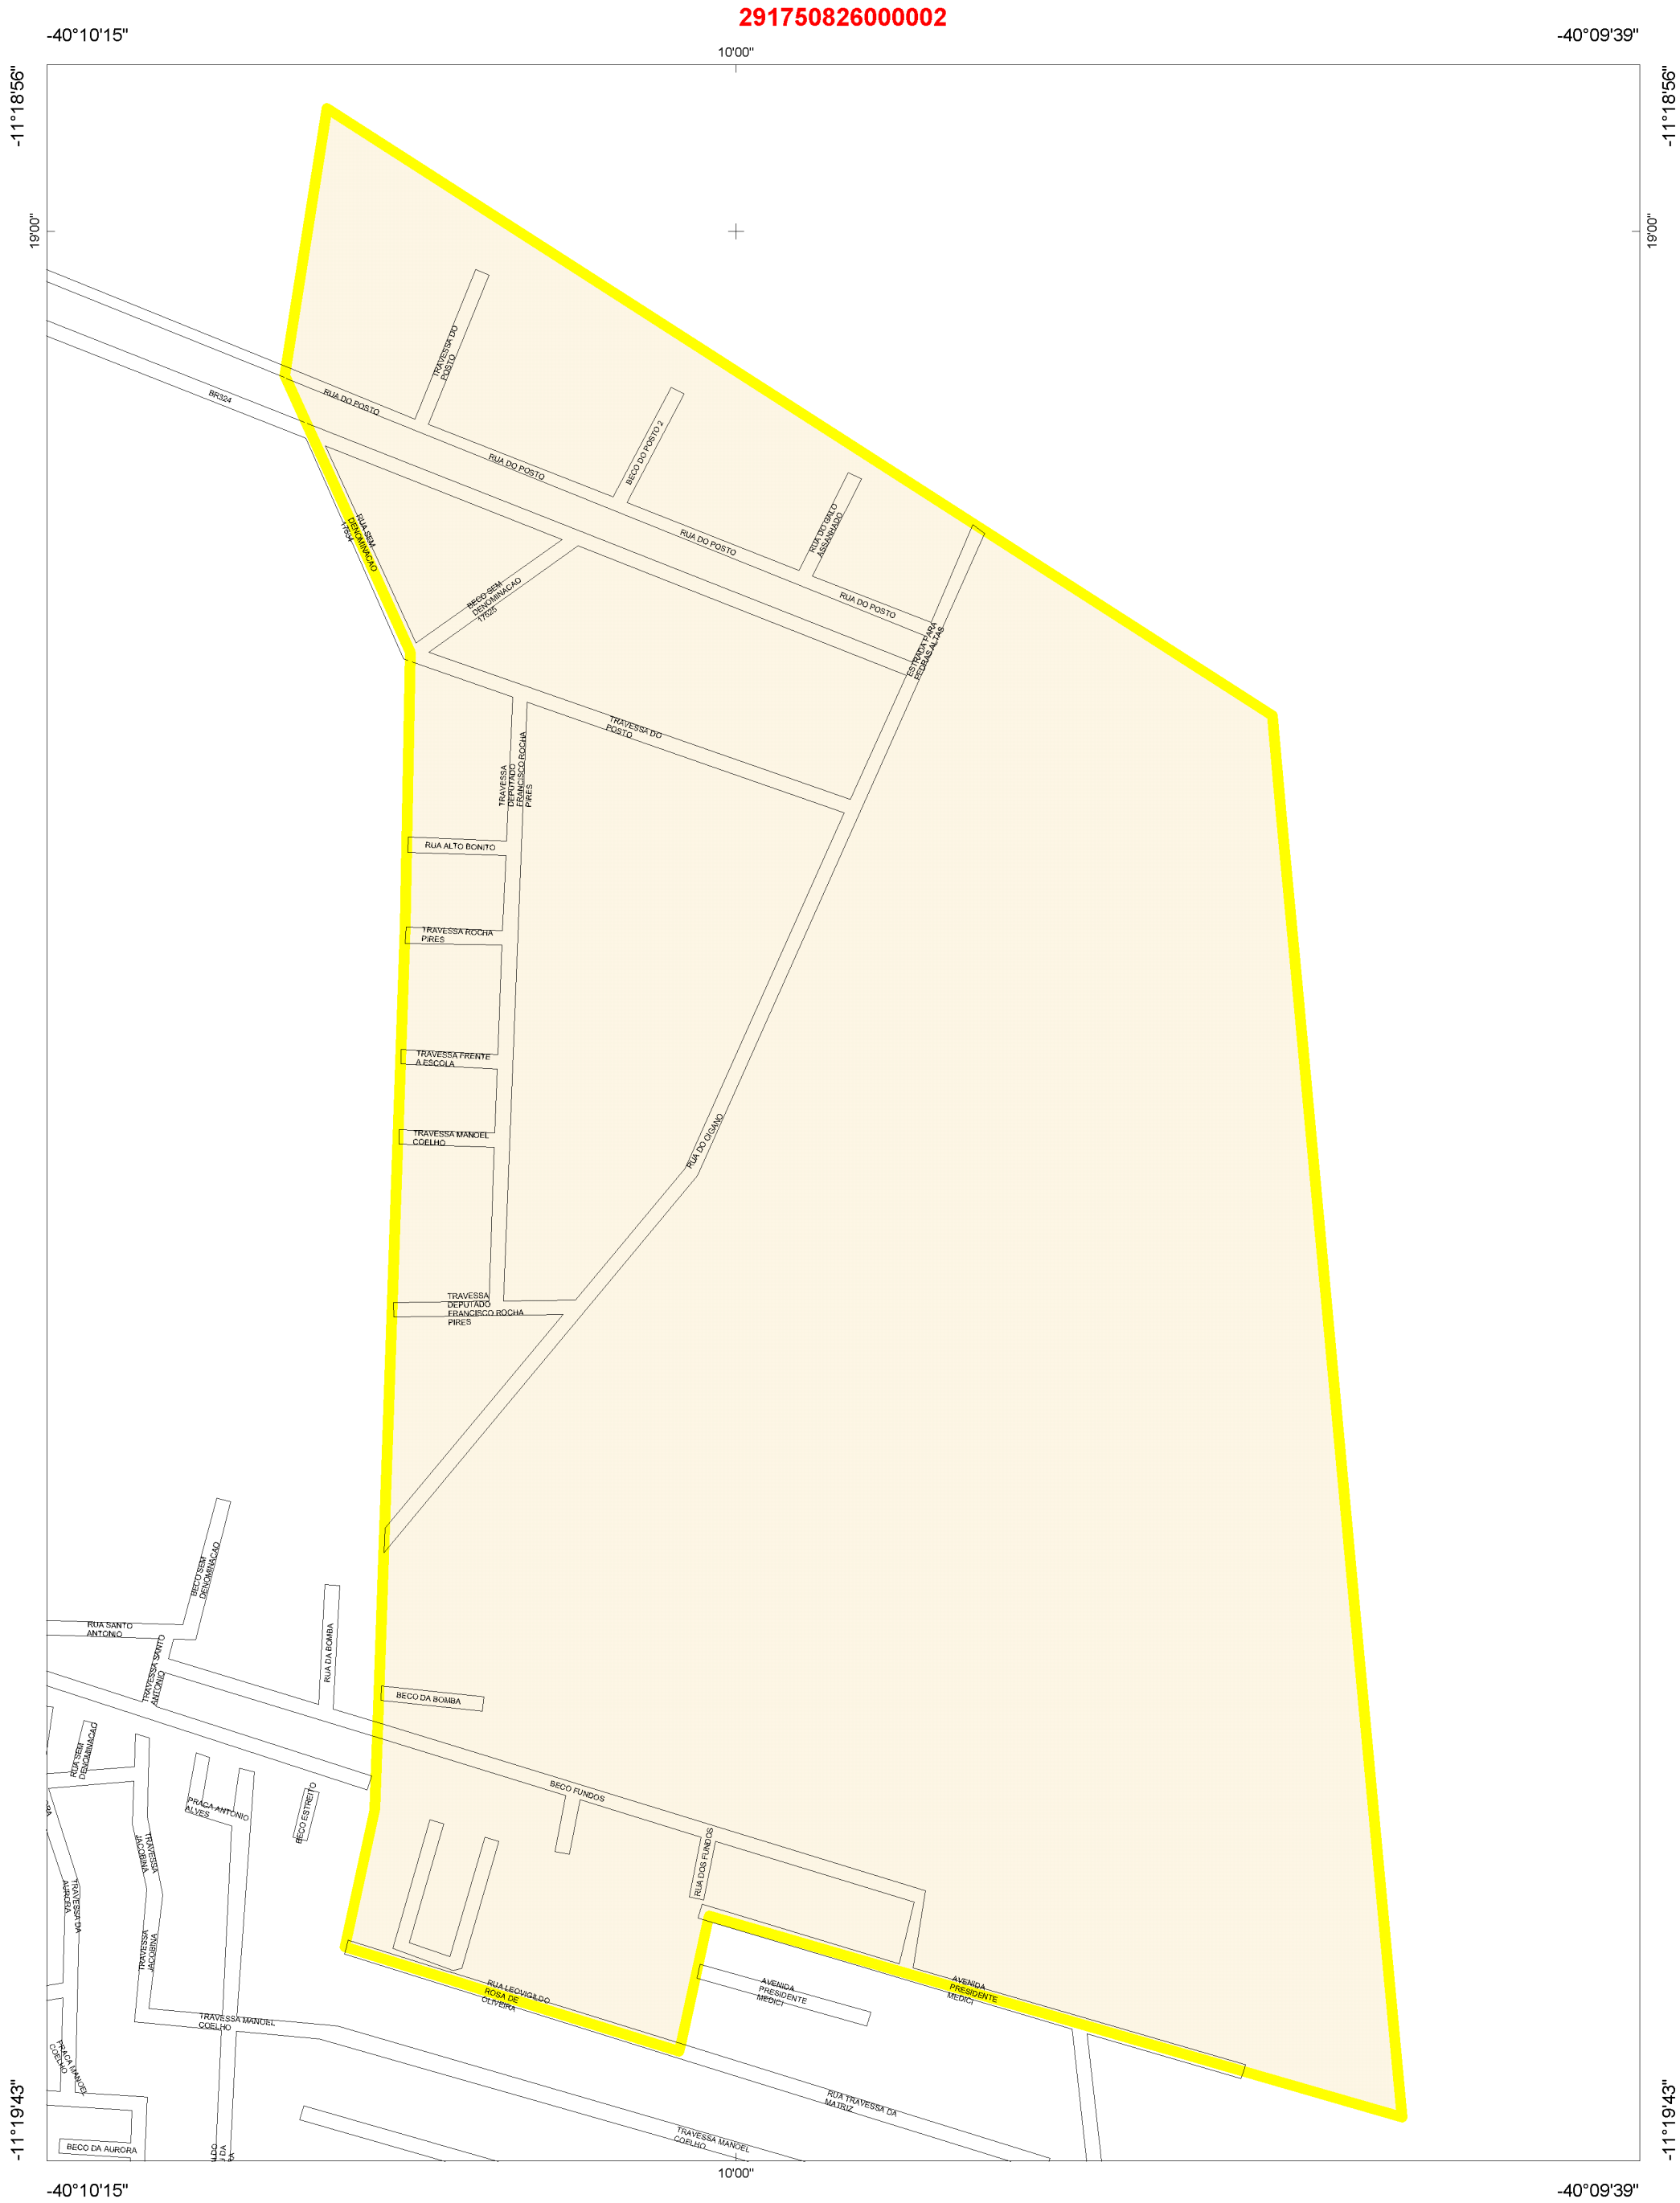 291750826000002
-40°10'15"
-40°09'39"
10'00"
-11°18'56"
-11°18'56"
19'00"
19'00"
TRAVESSA DO
POSTO
BR324
RUA DO POSTO
BECO DO POSTO 2
RUA DO POSTO
RUA DO GALO
ASSANHADO
RUA DO POSTO
RUA SEM
DENOMINACAO
17634
BECO SEM
DENOMINACAO
17625
RUA DO POSTO
ESTRADA PARA
PEDRAS ALTAS
TRAVESSA DO
POSTO
TRAVESSA
DEPUTADO
FRANCISCO ROCHA
PIRES
RUA ALTO BONITO
TRAVESSA ROCHA
PIRES
TRAVESSA FRENTE
A ESCOLA
TRAVESSA MANOEL
COELHO
RUA DO CIGANO
TRAVESSA
DEPUTADO
FRANCISCO ROCHA
PIRES
BECO SEM
DENOMINACAO
RUA SANTO
ANTONIO
TRAVESSA SANTO
ANTONIO
RUA DA BOMBA
BECO DA BOMBA
RUA SEM
DENOMINACAO
BECO FUNDOS
PRACA ANTONIO
ALVES
BECO ESTREITO
TRAVESSA
JACOBINA
RUA DOS FUNDOS
TRAVESSA DA
AURORA
TRAVESSA
JACOBINA
AVENIDA
PRESIDENTE
MEDICI
AVENIDA
PRESIDENTE
MEDICI
RUA LEOVIGILDO
ROSA DE
OLIVEIRA
TRAVESSA MANOEL
COELHO
PRACA MANOEL
COELHO
RUA TRAVESSA DA
MATRIZ
TRAVESSA MANOEL
COELHO
BECO DA AURORA
-11°19'43"
-11°19'43"
10'00"
-40°10'15"
-40°09'39"